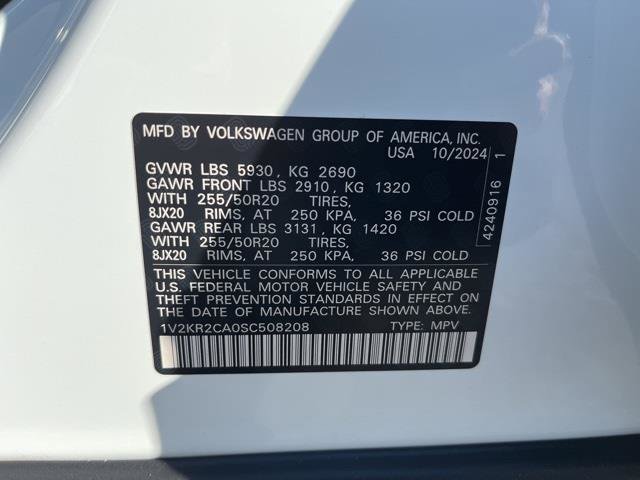 MFD BY VOLKSWAGEN GROUP OF AMERICA, INC.
USA 10/2024
GVWR LBS 5930, KG 2690
GAWR FRONT LBS 2910, KG 1320
WITH 255/50R20 TIRES,
8JX20 RIMS, AT 250 KPA, 36 PSI COLD
GAWR REAR LBS 3131, KG 1420
WITH 255/50R20 TIRES,
8JX20 RIMS, AT 250 KPA, 36 PSI COLD
THIS VEHICLE CONFORMS TO ALL APPLICABLE
U.S. FEDERAL MOTOR VEHICLE SAFETY AND
THEFT PREVENTION STANDARDS IN EFFECT ON
THE DATE OF MANUFACTURE SHOWN ABOVE.
1V2KR2CA0SC508208 TYPE: MPV
4240916 1